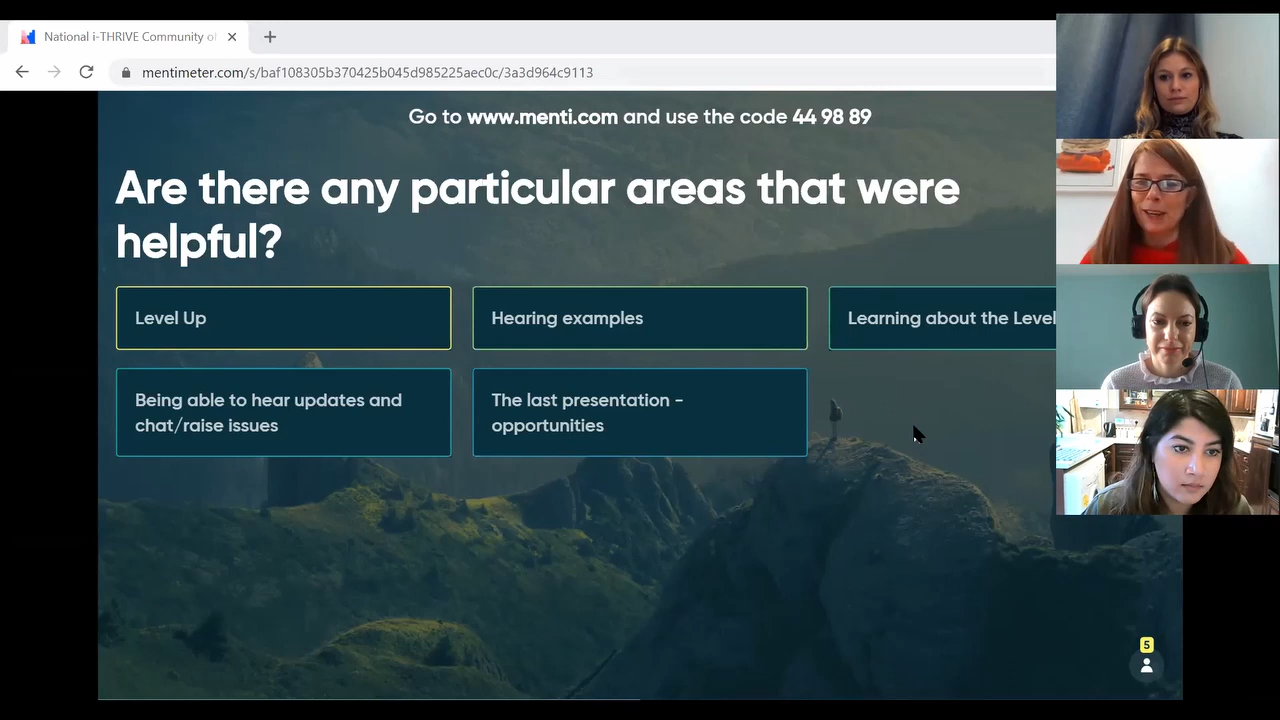 National i-THRIVE Community of
mentimeter.com/s/baf108305b370425b045d985225aec0c/3a3d964c9113
Go to www.menti.com and use the code 44 98 89
Are there any particular areas that were
helpful?
Level Up
Hearing examples
Learning about the Level
Being able to hear updates and
chat/raise issues
The last presentation -
opportunities
5